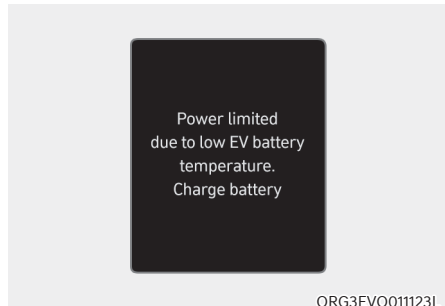 Power limited
due to low EV battery
temperature.
Charge battery
ORG3EVQ011123L